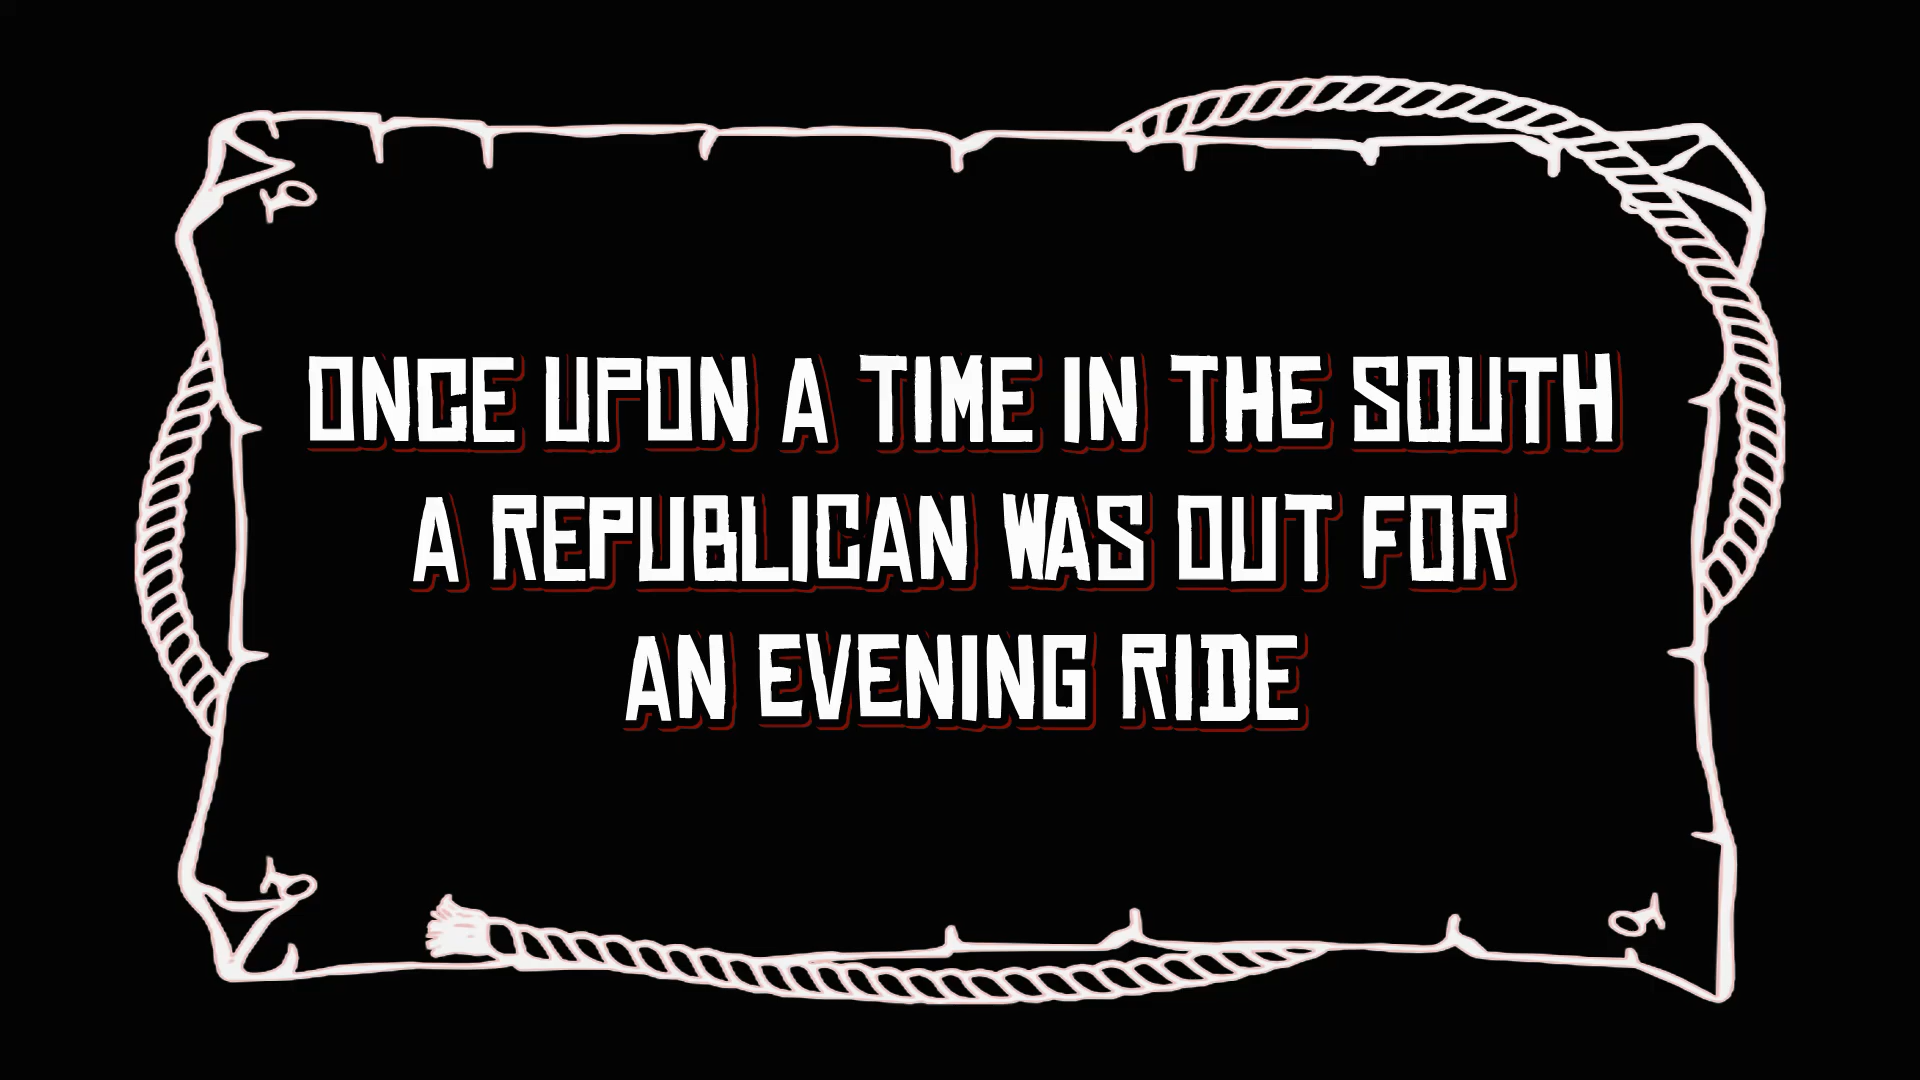 ONCE UPON A TIME IN THE SOUTH
A REPUBLICAN WAS OUT FOR
AN EVENING RIDE